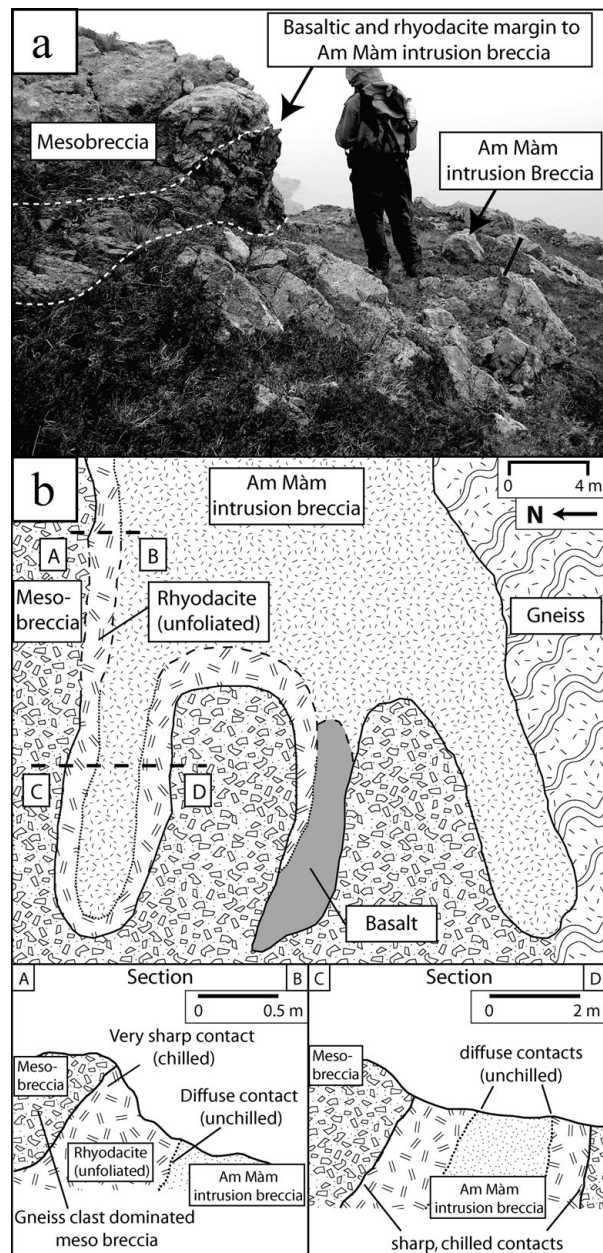 a
Basaltic and rhyodacite margin to
Am Màm intrusion breccia
Mesobreccia
Am Màm
intrusion Breccia
b
Am Màm
intrusion breccia
0 4 m
N
A B
Meso-
breccia
Rhyodacite
(unfoliated)
Gneiss
C D
Basalt
A Section B
0 0.5 m
Very sharp contact
(chilled)
Meso-
breccia
Diffuse contact
(unchilled)
Rhyodacite
(unfoliated)
Am Màm
intrusion breccia
Gneiss clast dominated
meso breccia
C Section D
0 2 m
Meso-
breccia
diffuse contacts
(unchilled)
Am Màm
intrusion breccia
sharp, chilled contacts